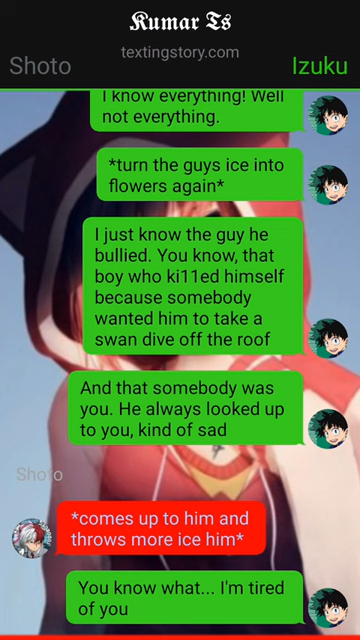 Kumar Ts
textingstory.com
Shoto
Izuku
I know everything! Well
not everything.
*turn the guys ice into
flowers again*
I just know the guy he
bullied. You know, that
boy who ki11ed himself
because somebody
wanted him to take a
swan dive off the roof
And that somebody was
you. He always looked up
to you, kind of sad
Shoto
*comes up to him and
throws more ice him*
You know what... I'm tired
of you